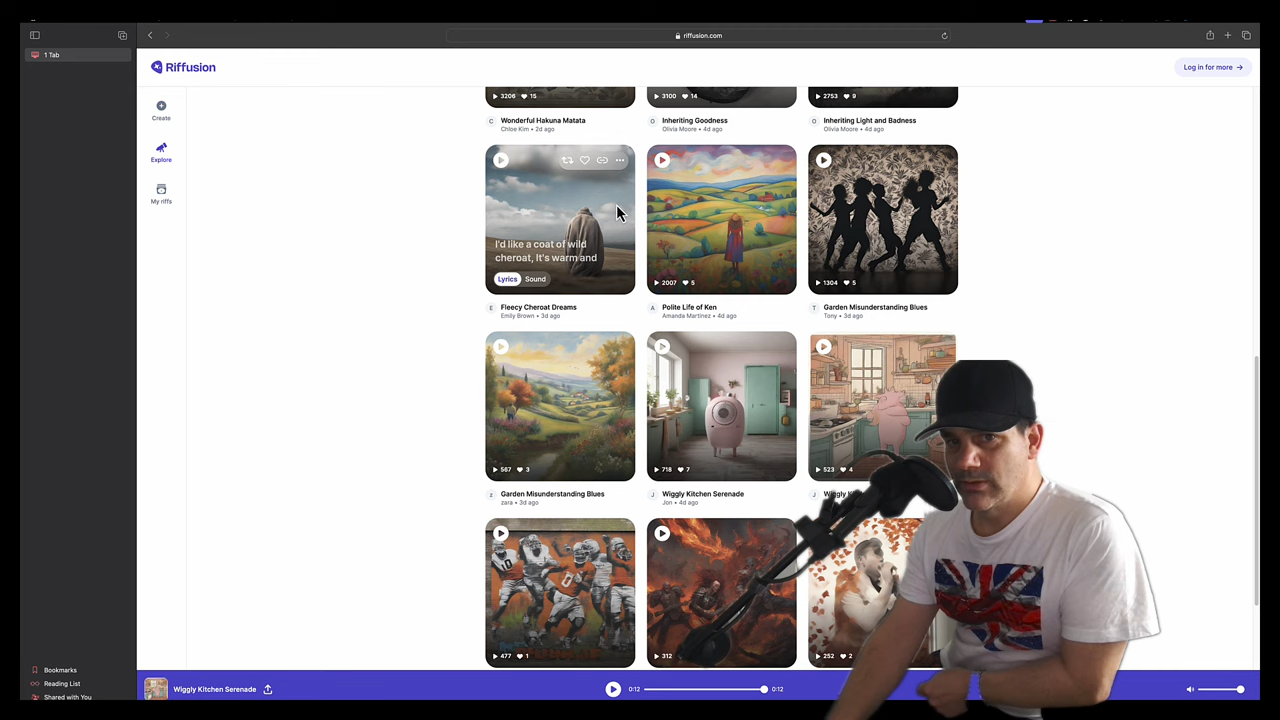 1 Tab
riffusion.com
Riffusion
Log in for more →
Create
Explore
My riffs
3206 15
3100 14
2753 9
C Wonderful Hakuna Matata
Chloe Kim • 2d ago
O Inheriting Goodness
Olivia Moore • 4d ago
O Inheriting Light and Badness
Olivia Moore • 4d ago
I'd like a coat of wild
cheroat, It's warm and
Lyrics Sound
2007 5
1304 5
E Fleecy Cheroat Dreams
Emily Brown • 3d ago
A Polite Life of Ken
Amanda Martinez • 4d ago
T Garden Misunderstanding Blues
Tony • 3d ago
567 3
718 7
523 4
z Garden Misunderstanding Blues
zara • 3d ago
J Wiggly Kitchen Serenade
Jon • 4d ago
J
10
0
477 1
312
252 2
Bookmarks
Reading List
Shared with You
Wiggly Kitchen Serenade
0:12
0:12